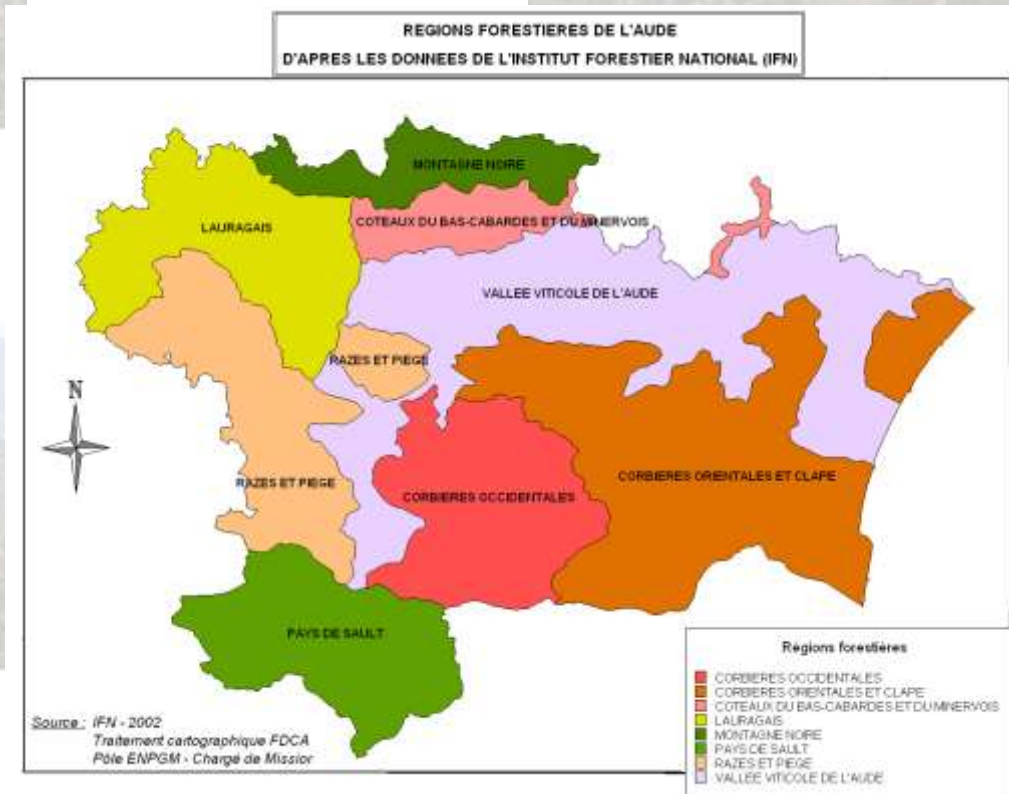 REGIONS FORESTIERES DE L'AUDE
D'APRES LES DONNEES DE L'INSTITUT FORESTIER NATIONAL (IFN)
MONTAGNE NOIRE
COTEAUX DU BAS-CABARDES ET DU MINERVOIS
LAURAGAIS
VALLEE VITICOLE DE L'AUDE
RAZES ET PIEGE
N
RAZES ET PIEGE
CORBIERES OCCIDENTALES
CORBIERES ORIENTALES ET CLAPE
PAYS DE SAULT
Source : IFN - 2002
Traitement cartographique FDCA
Pôle ENPGM - Chargé de Missior
Régions forestières
CORBIERES OCCIDENTALES
CORBIERES ORIENTALES ET CLAPE
COTEAUX DU BAS-CABARDES ET DU MINERVOIS
LAURAGAIS
MONTAGNE NOIRE
PAYS DE SAULT
RAZES ET PIEGE
VALLEE VITICOLE DE L'AUDE